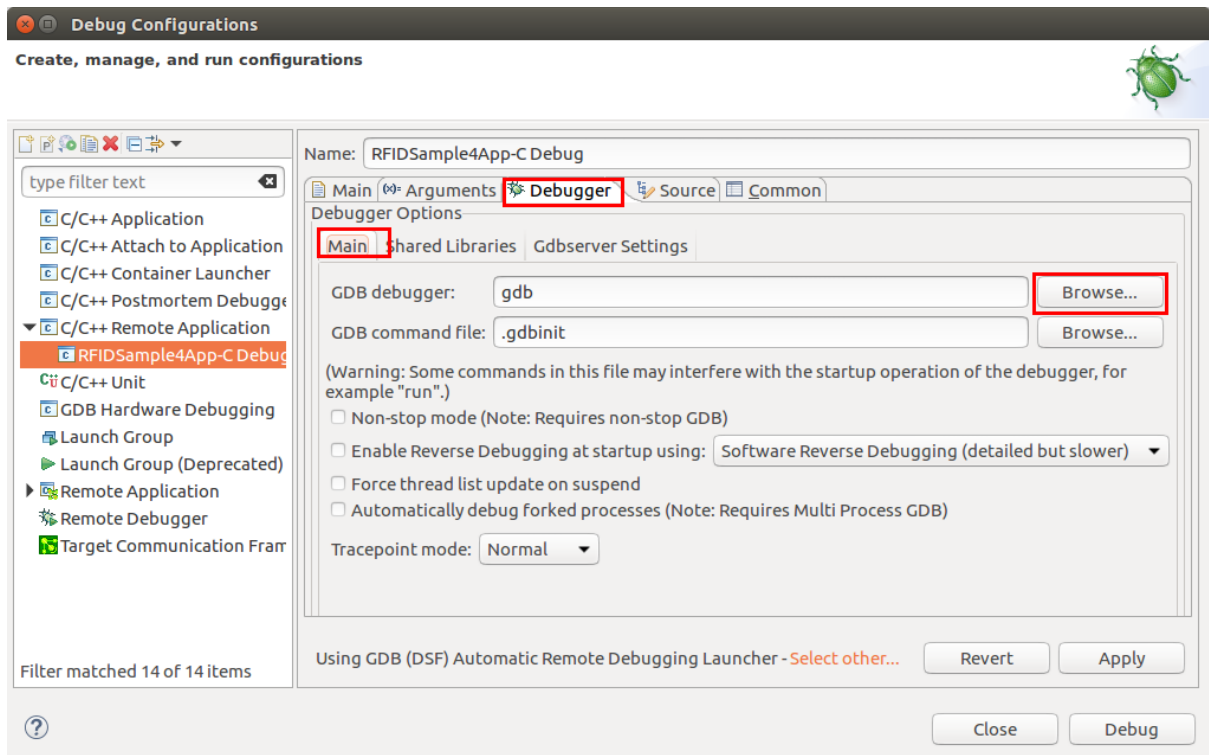 Debug Configurations
Create, manage, and run configurations
type filter text
C/C++ Application
C/C++ Attach to Application
C/C++ Container Launcher
C/C++ Postmortem Debugge
C/C++ Remote Application
RFIDSample4App-C Debug
C/C++ Unit
GDB Hardware Debugging
Launch Group
Launch Group (Deprecated)
Remote Application
Remote Debugger
Target Communication Fram
Filter matched 14 of 14 items
Name: RFIDSample4App-C Debug
Main Arguments Debugger Source Common
Debugger Options
Main Shared Libraries Gdbserver Settings
GDB debugger: gdb Browse...
GDB command file: .gdbinit Browse...
(Warning: Some commands in this file may interfere with the startup operation of the debugger, for
example "run".)
Non-stop mode (Note: Requires non-stop GDB)
Enable Reverse Debugging at startup using: Software Reverse Debugging (detailed but slower)
Force thread list update on suspend
Automatically debug forked processes (Note: Requires Multi Process GDB)
Tracepoint mode: Normal
Using GDB (DSF) Automatic Remote Debugging Launcher - Select other... Revert Apply
Close Debug